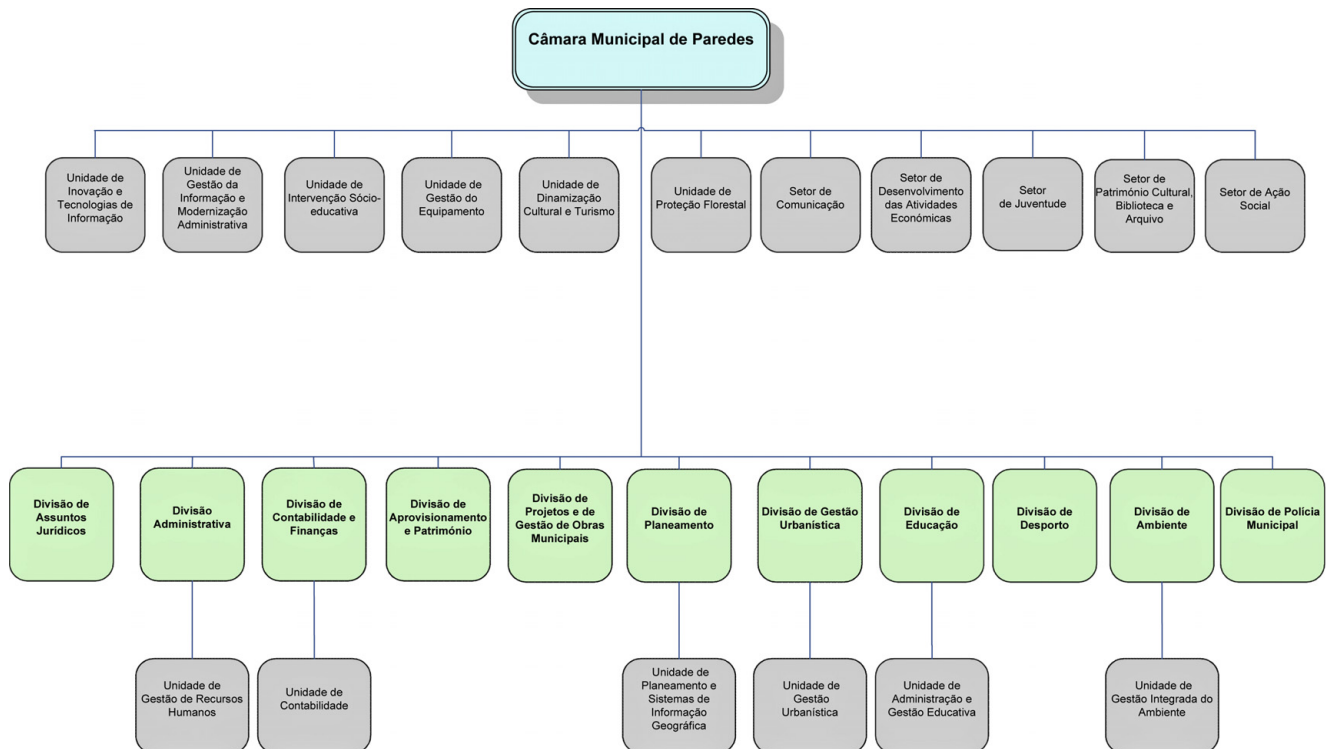 Câmara Municipal de Paredes
Unidade de
Inovação e
Tecnologias de
Informação
Unidade de
Gestão da
Informação e
Modernização
Administrativa
Unidade de
Intervenção Sócio-
educativa
Unidade de
Gestão do
Equipamento
Unidade de
Dinamização
Cultural e Turismo
Unidade de
Proteção Florestal
Setor de
Comunicação
Setor de
Desenvolvimento
das Atividades
Económicas
Setor
de Juventude
Setor de
Património Cultural,
Biblioteca e
Arquivo
Setor de Ação
Social
Divisão de
Assuntos
Jurídicos
Divisão
Administrativa
Divisão de
Contabilidade e
Finanças
Divisão de
Aprovisionamento
e Património
Divisão de
Projetos e de
Gestão de Obras
Municipais
Divisão de
Planeamento
Divisão de Gestão
Urbanística
Divisão de
Educação
Divisão de
Desporto
Divisão de
Ambiente
Divisão de Polícia
Municipal
Unidade de
Gestão de Recursos
Humanos
Unidade de
Contabilidade
Unidade de
Planeamento e
Sistemas de
Informação
Geográfica
Unidade de
Gestão
Urbanística
Unidade de
Administração e
Gestão Educativa
Unidade de
Gestão Integrada do
Ambiente